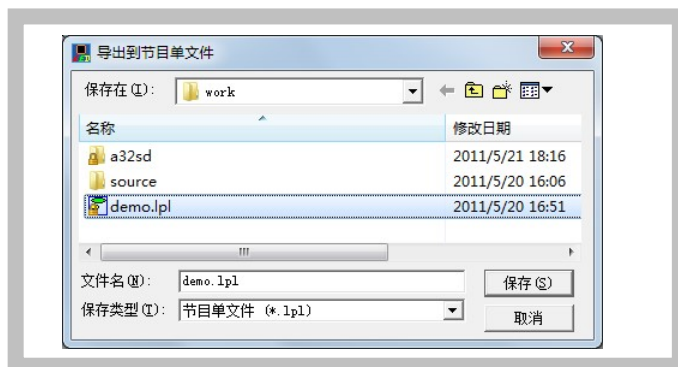 导出到节目单文件
保存在(I): work
名称 修改日期
a32sd 2011/5/21 18:16
source 2011/5/20 16:06
demo.lpl 2011/5/20 16:51
文件名(N): demo.lpl 保存(S)
保存类型(T): 节目单文件 (*.lpl) 取消